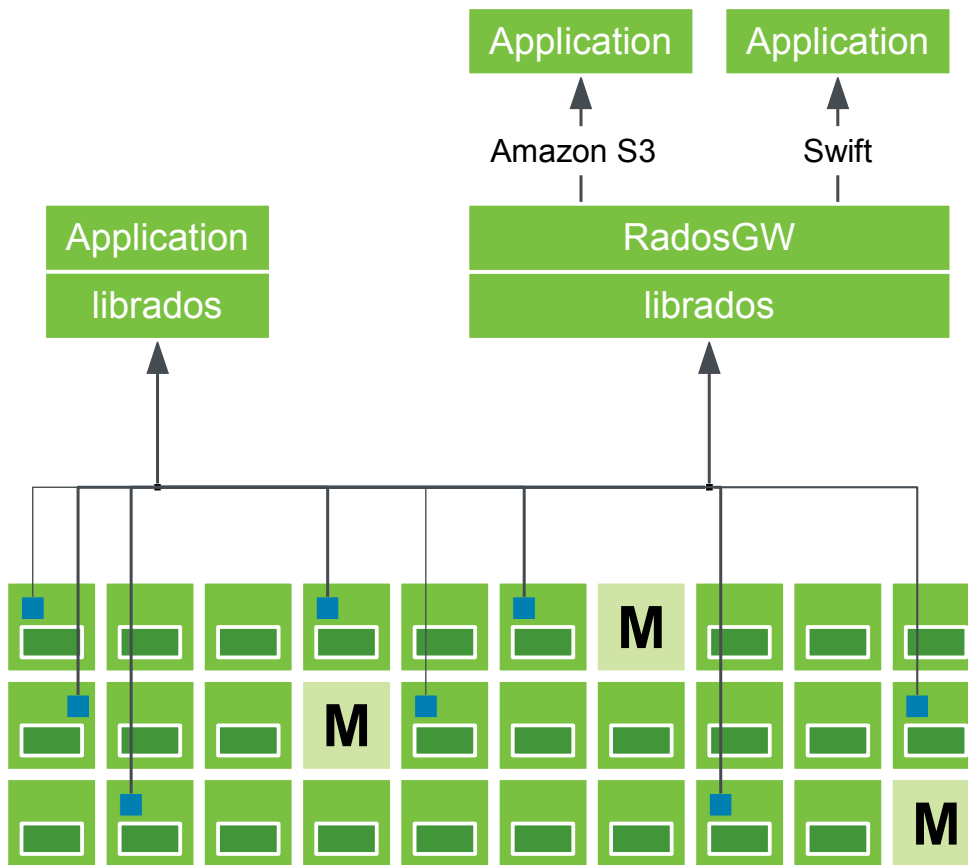 Application
Application
Amazon S3
Swift
Application
RadosGW
librados
librados
M
M
M